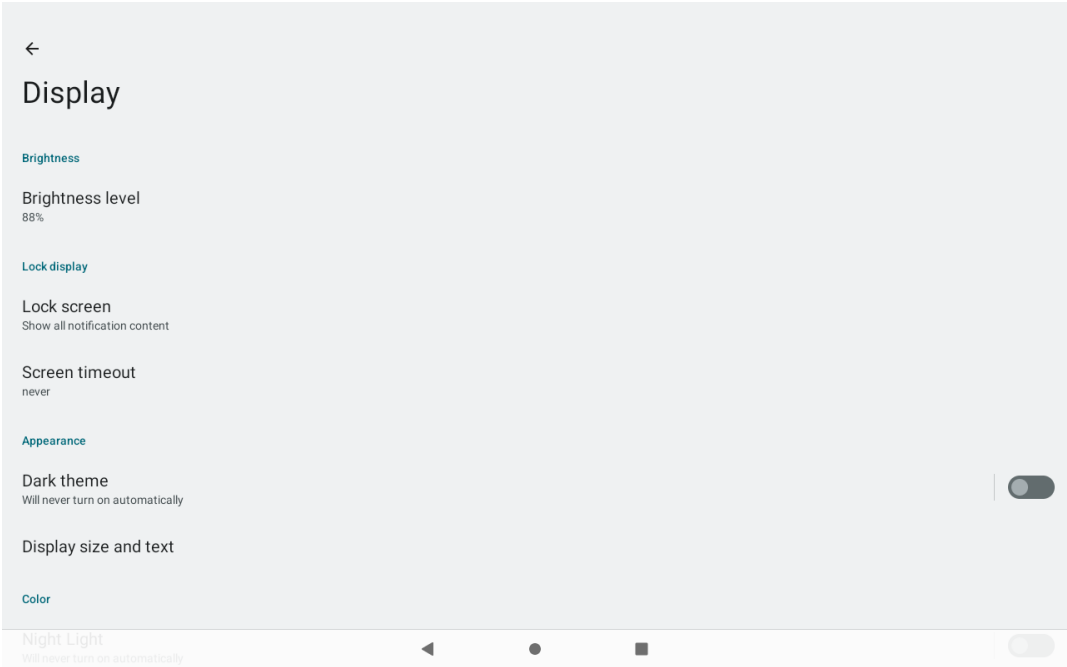 Display
Brightness
Brightness level
88%
Lock display
Lock screen
Show all notification content
Screen timeout
never
Appearance
Dark theme
Will never turn on automatically
Display size and text
Color
Night Light
Will never turn on automatically